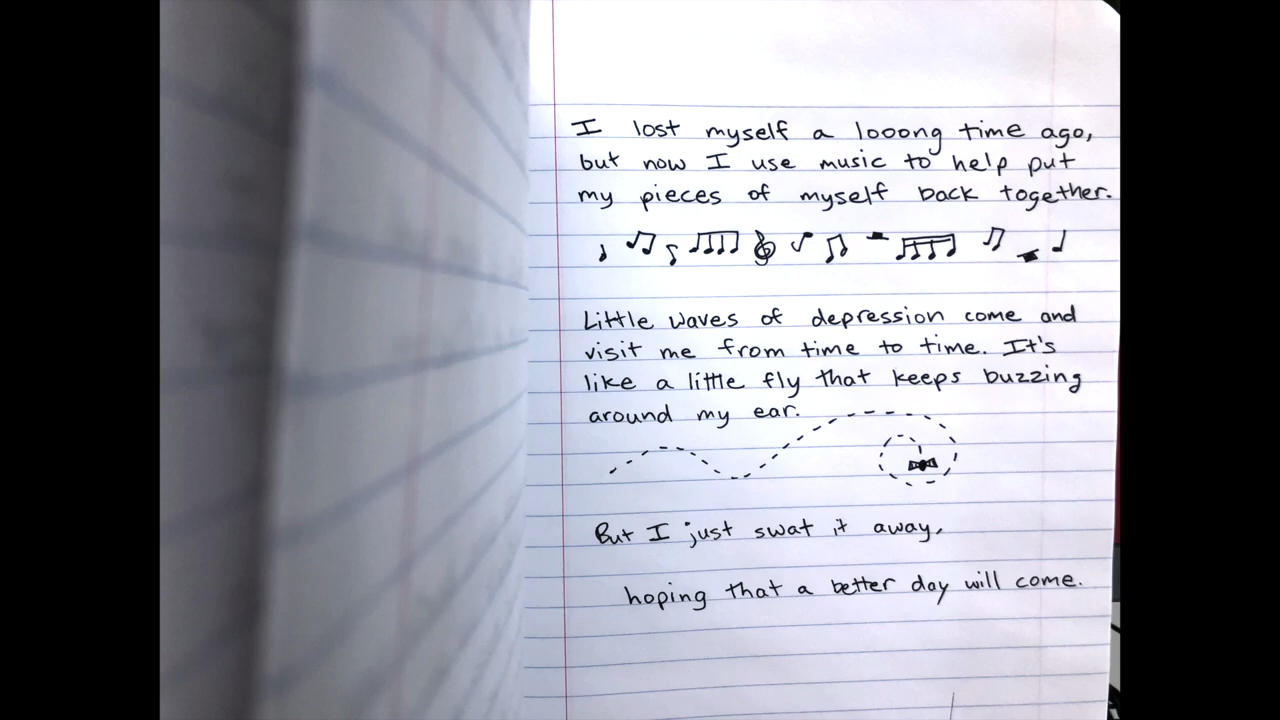 I lost myself a looong time ago,
but now I use music to help put
my pieces of myself back together.
Little waves of depression come and
visit me from time to time. It's
like a little fly that keeps buzzing
around my ear.
But I just swat it away,
hoping that a better day will come.